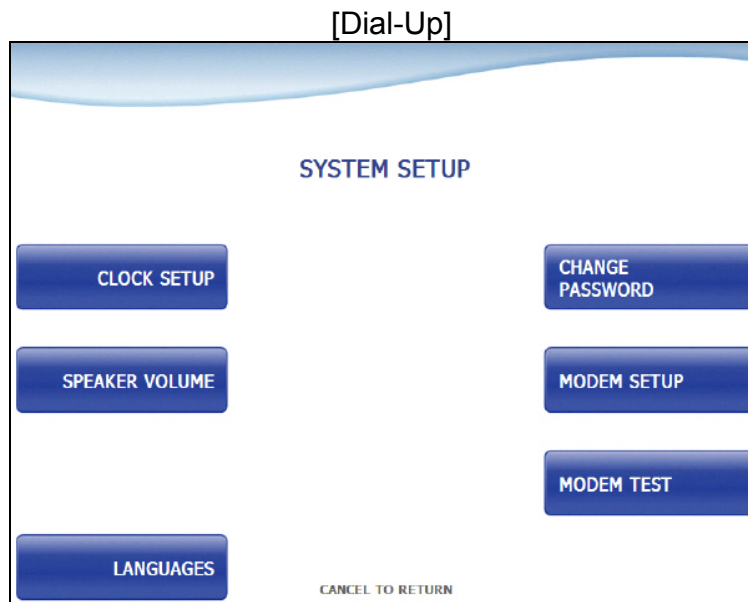 [Dial-Up]
SYSTEM SETUP
CLOCK SETUP
CHANGE
PASSWORD
SPEAKER VOLUME
MODEM SETUP
MODEM TEST
LANGUAGES
CANCEL TO RETURN